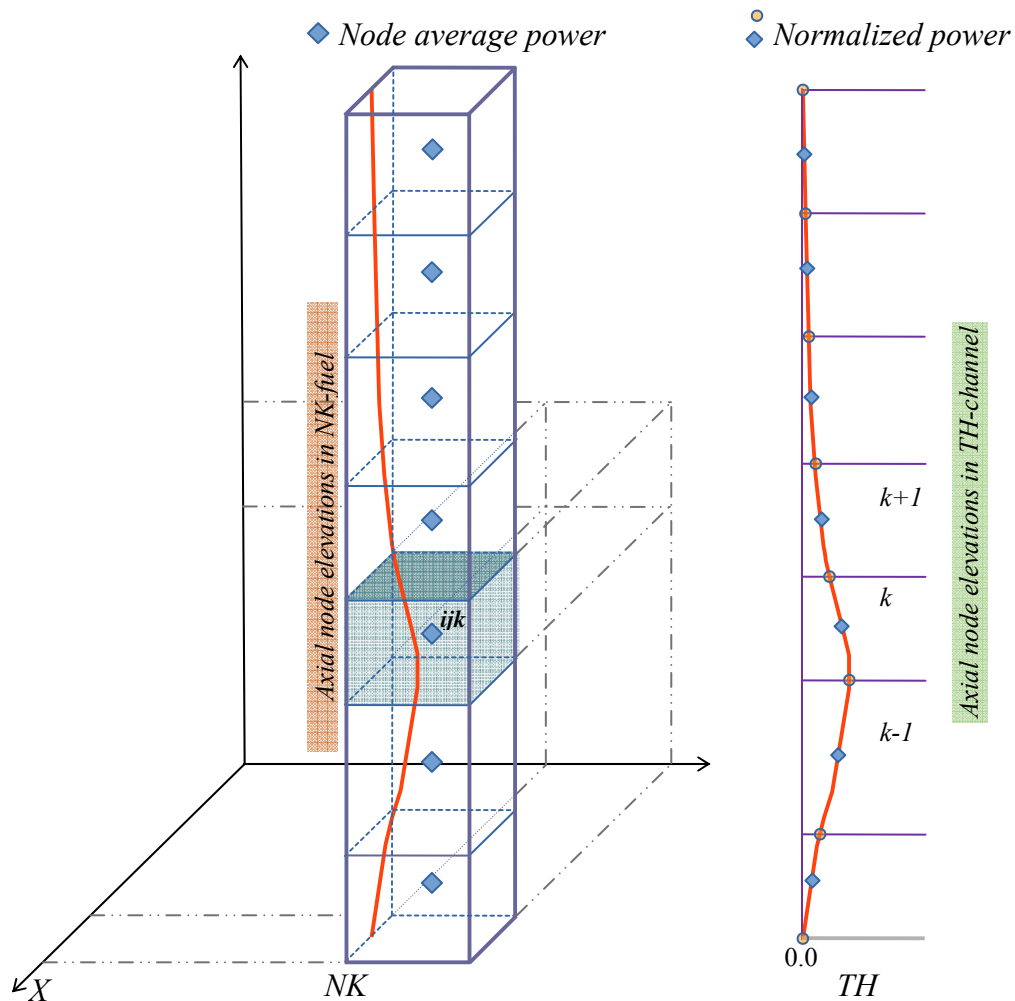 Node average power
Normalized power
Axial node elevations in NK-fuel
Axial node elevations in TH-channel
k+1
k
ijk
k-1
0.0
X
NK
TH